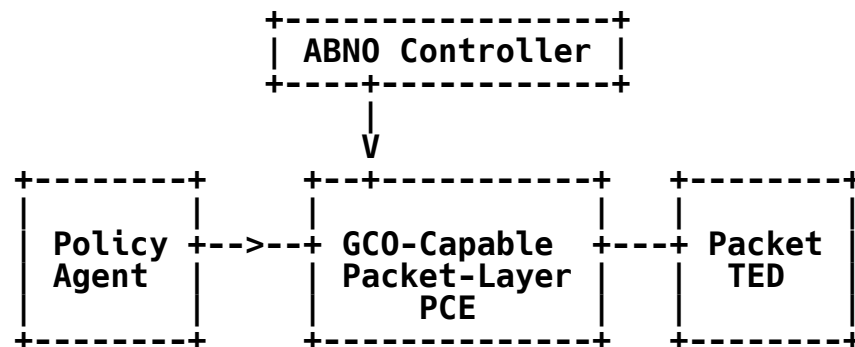 ABNO Controller
Policy GCO-Capable Packet
Agent Packet-Layer TED
PCE